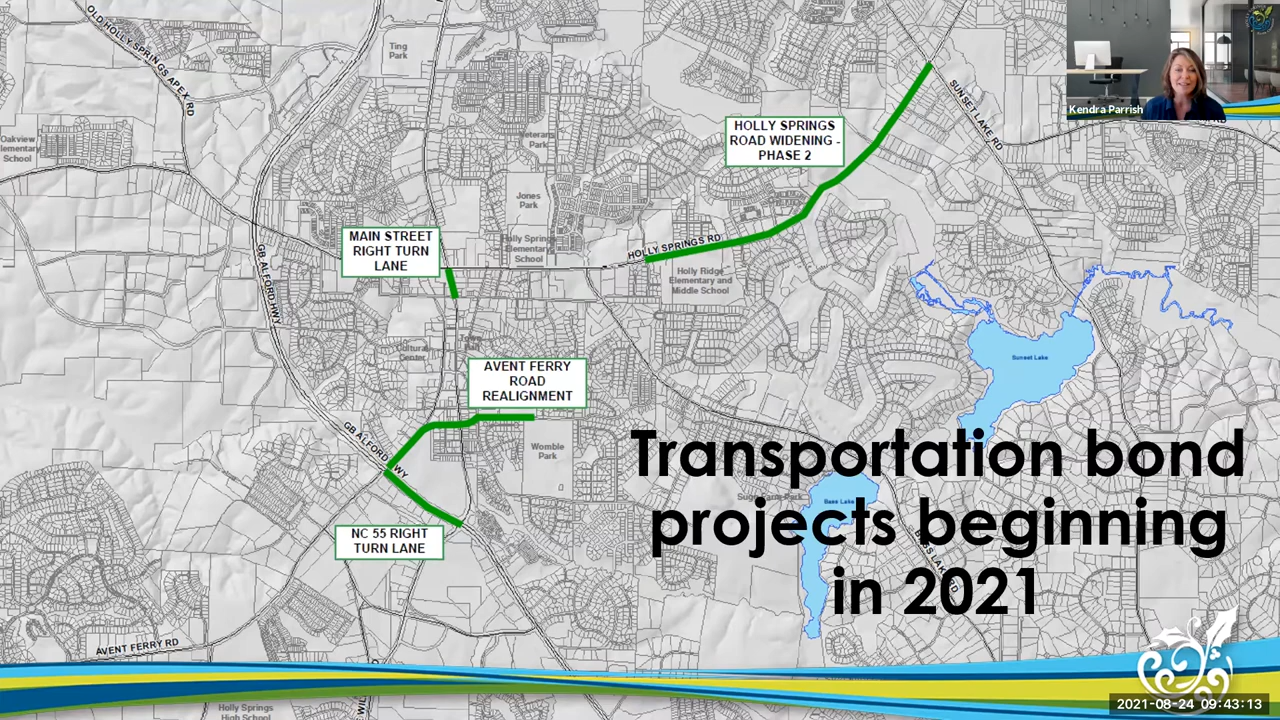 OLD HOLLY SPRINGS APEX RD
Ting
Park
Kendra Parrish
SUNSET LAKE RD
HOLLY SPRINGS
ROAD WIDENING -
PHASE 2
Oakview
Elementary
School
Veterans
Park
Jones
Park
MAIN STREET
RIGHT TURN
LANE
Holly Springs
Elementary
School
HOLLY SPRINGS RD
Holly Ridge
Elementary and
Middle School
GB ALFORD HWY
Cultural
Center
Sunset Lake
AVENT FERRY
ROAD
REALIGNMENT
GB ALFORD HWY
Womble
Park
Transportation bond
projects beginning
in 2021
Bass Lake
BASS LAKE RD
NC 55 RIGHT
TURN LANE
AVENT FERRY RD
Holly Springs
High School
2021-08-24 09:43:13